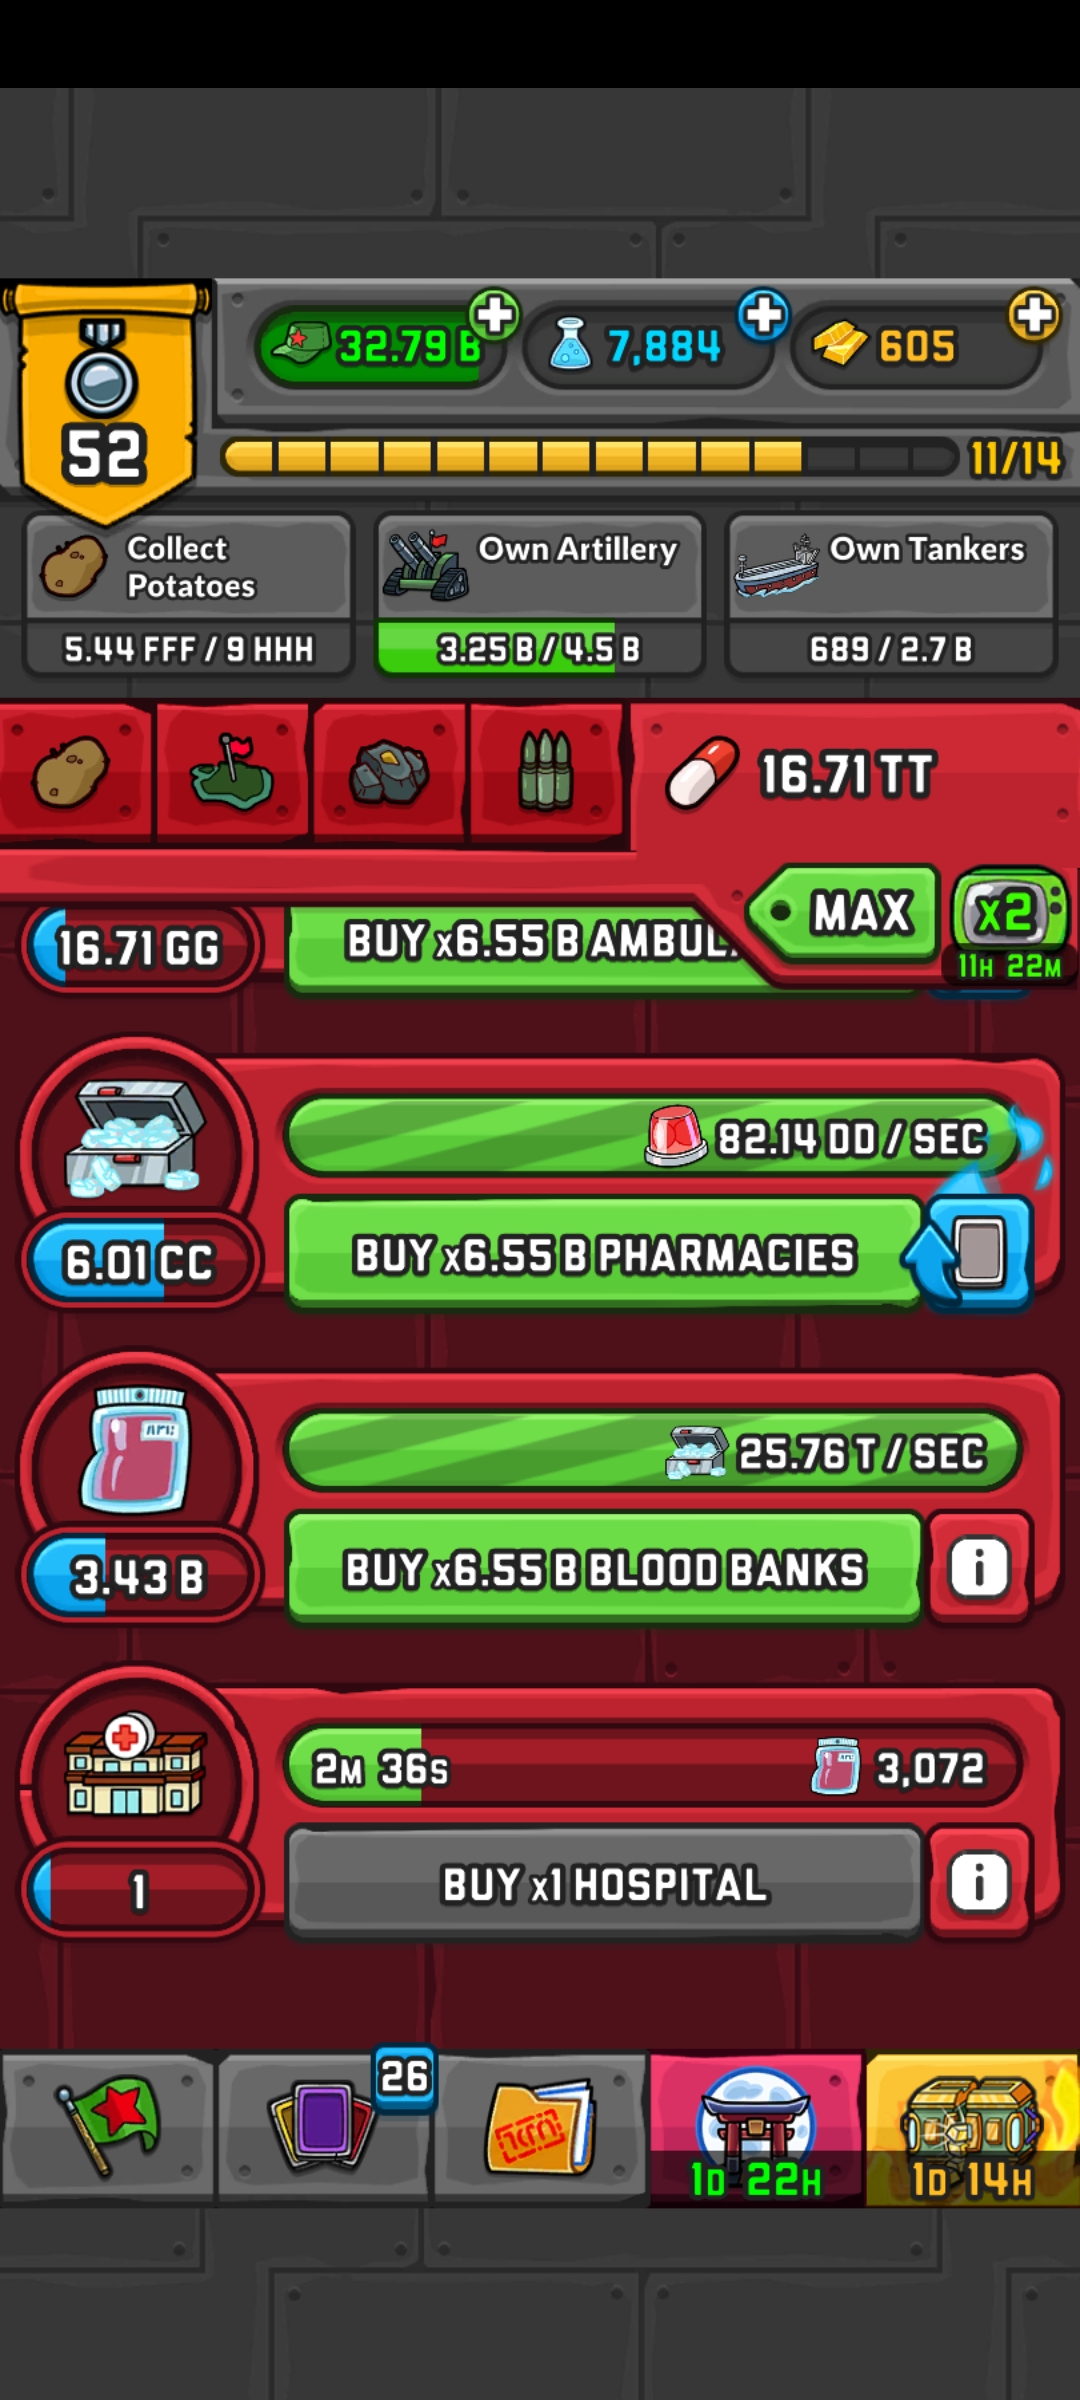 32.79 B
7,884
605
52
11/14
Collect
Potatoes
5.44 FFF / 9 HHH
Own Artillery
3.25 B / 4.5 B
Own Tankers
689 / 2.7 B
16.71 TT
MAX
x2
11H 22M
16.71 GG
BUY x6.55 B AMBUL
82.14 DD / SEC
6.01 CC
BUY x6.55 B PHARMACIES
25.76 T / SEC
3.43 B
BUY x6.55 B BLOOD BANKS
i
2M 36S
3,072
1
BUY x1 HOSPITAL
i
26
1D 22H
1D 14H